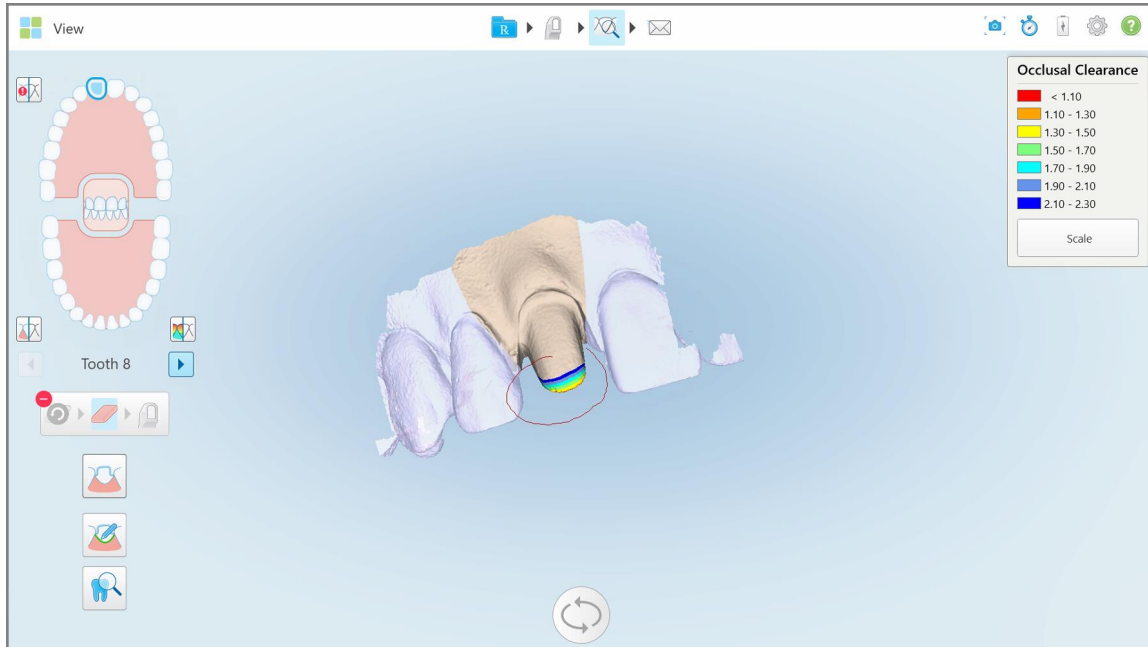 View
R
Occlusal Clearance
< 1.10
1.10 - 1.30
1.30 - 1.50
1.50 - 1.70
1.70 - 1.90
1.90 - 2.10
2.10 - 2.30
Scale
Tooth 8